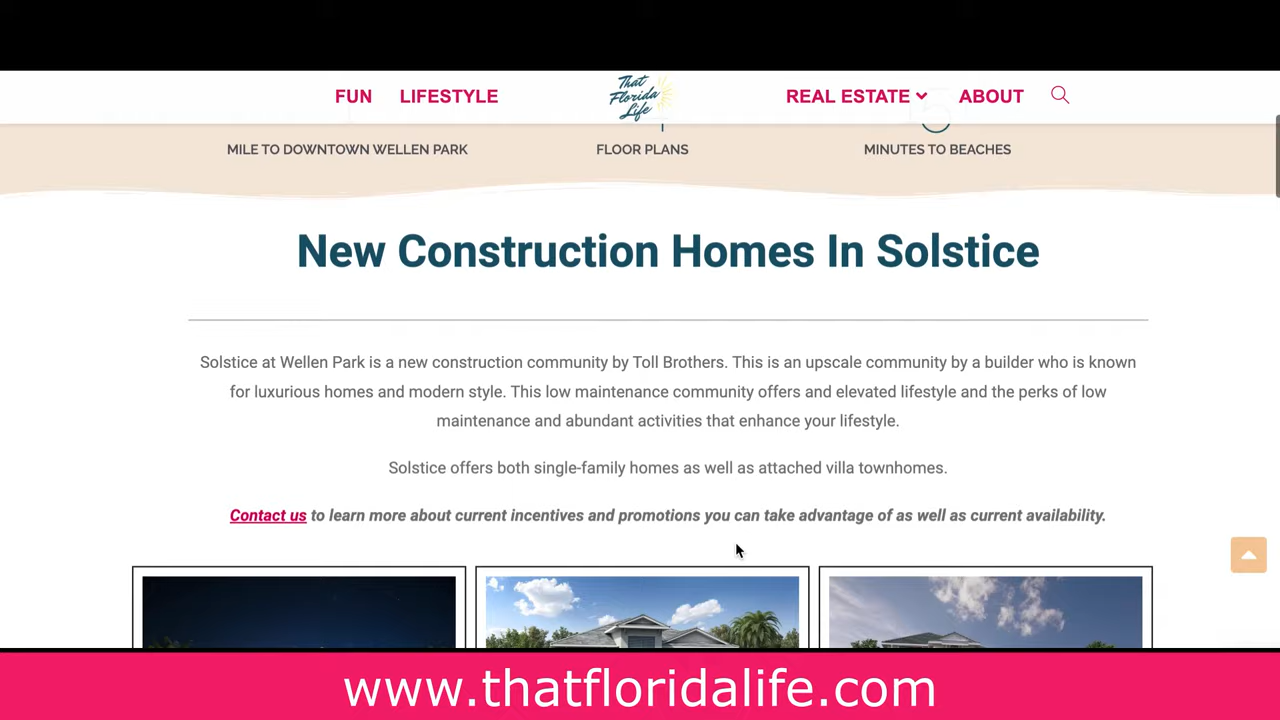 FUN LIFESTYLE That Florida Life REAL ESTATE ABOUT
MILE TO DOWNTOWN WELLEN PARK FLOOR PLANS MINUTES TO BEACHES
New Construction Homes In Solstice
Solstice at Wellen Park is a new construction community by Toll Brothers. This is an upscale community by a builder who is known
for luxurious homes and modern style. This low maintenance community offers and elevated lifestyle and the perks of low
maintenance and abundant activities that enhance your lifestyle.
Solstice offers both single-family homes as well as attached villa townhomes.
Contact us to learn more about current incentives and promotions you can take advantage of as well as current availability.
www.thatfloridalife.com